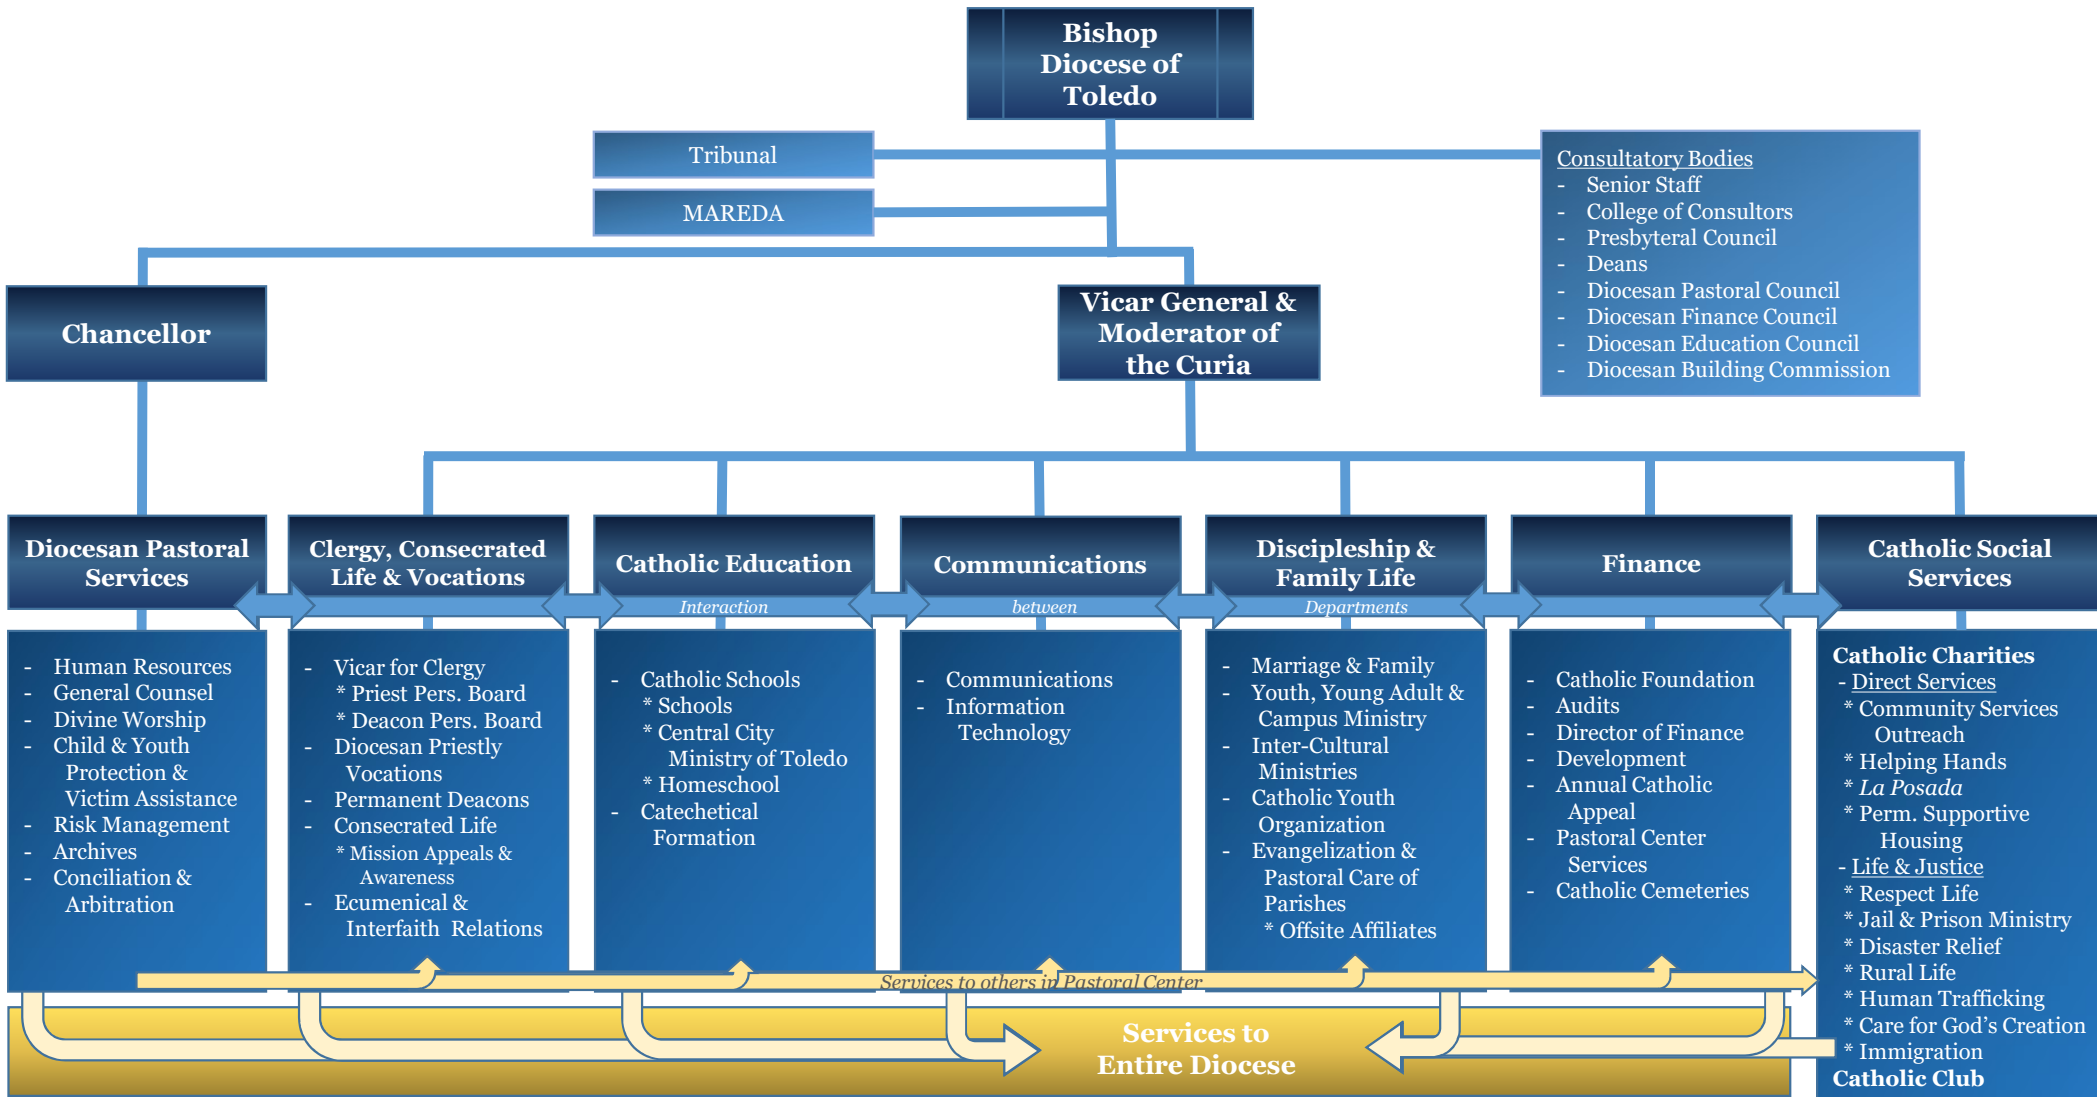 Bishop
Diocese of
Toledo
Tribunal
MAREDA
Consultatory Bodies
- Senior Staff
- College of Consultors
- Presbyteral Council
- Deans
- Diocesan Pastoral Council
- Diocesan Finance Council
- Diocesan Education Council
- Diocesan Building Commission
Chancellor
Vicar General &
Moderator of
the Curia
Diocesan Pastoral
Services
Clergy, Consecrated
Life & Vocations
Catholic Education
Communications
Discipleship &
Family Life
Finance
Catholic Social
Services
Interaction
between
Departments
- Human Resources
- General Counsel
- Divine Worship
- Child & Youth
Protection &
Victim Assistance
- Risk Management
- Archives
- Conciliation &
Arbitration
- Vicar for Clergy
* Priest Pers. Board
* Deacon Pers. Board
- Diocesan Priestly
Vocations
- Permanent Deacons
- Consecrated Life
* Mission Appeals &
Awareness
- Ecumenical &
Interfaith Relations
- Catholic Schools
* Schools
* Central City
Ministry of Toledo
* Homeschool
- Catechetical
Formation
- Communications
- Information
Technology
- Marriage & Family
- Youth, Young Adult &
Campus Ministry
- Inter-Cultural
Ministries
- Catholic Youth
Organization
- Evangelization &
Pastoral Care of
Parishes
* Offsite Affiliates
- Catholic Foundation
- Audits
- Director of Finance
- Development
- Annual Catholic
Appeal
- Pastoral Center
Services
- Catholic Cemeteries
Catholic Charities
- Direct Services
* Community Services
Outreach
* Helping Hands
* La Posada
* Perm. Supportive
Housing
- Life & Justice
* Respect Life
* Jail & Prison Ministry
* Disaster Relief
* Rural Life
* Human Trafficking
* Care for God's Creation
* Immigration
Catholic Club
Services to others in Pastoral Center
Services to
Entire Diocese